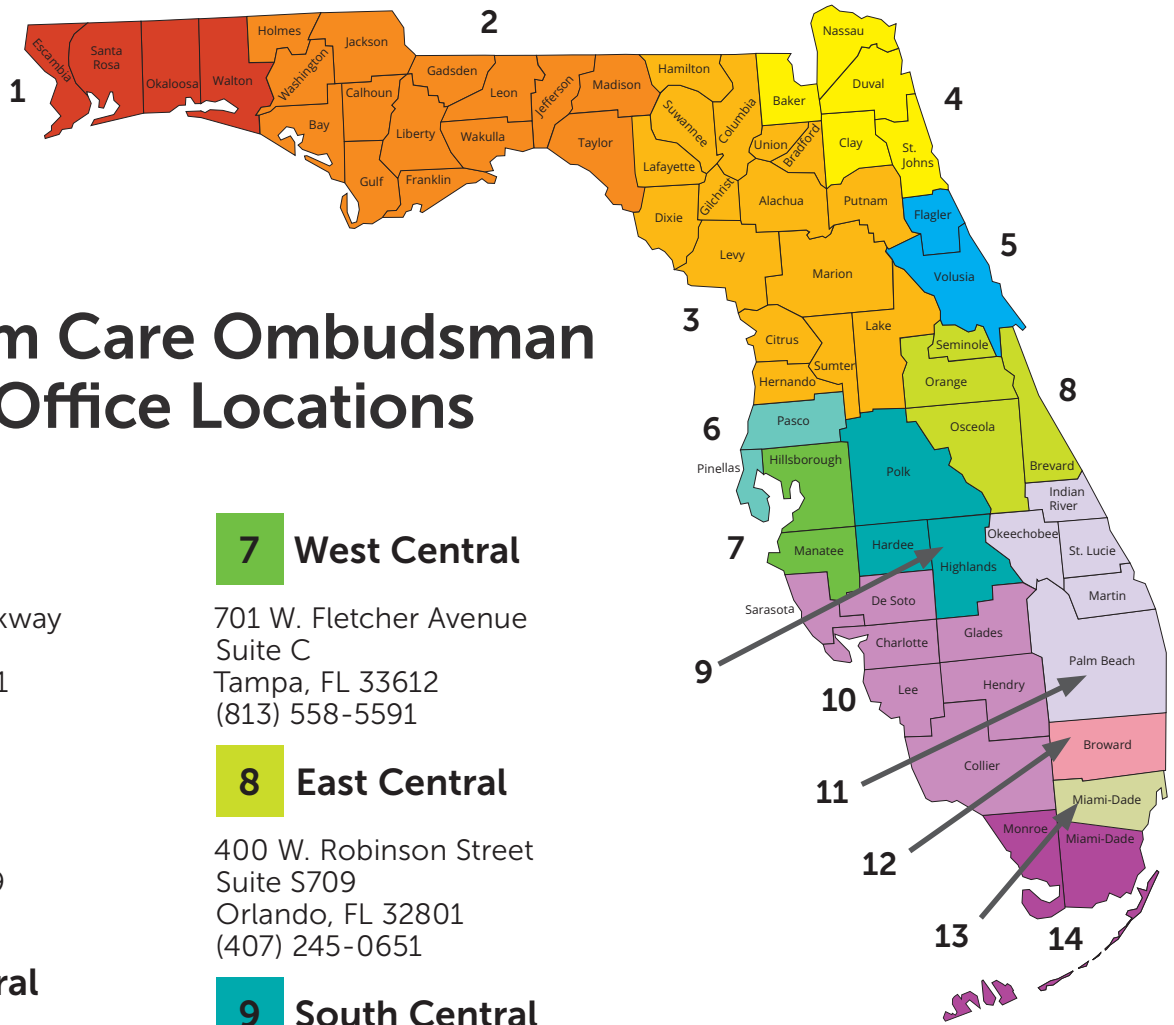 2
1
4
5
3
8
6
7
9
10
11
12
13
14
Escambia
Santa
Rosa
Okaloosa
Walton
Holmes
Washington
Jackson
Bay
Calhoun
Gulf
Liberty
Franklin
Gadsden
Leon
Wakulla
Jefferson
Madison
Taylor
Hamilton
Suwannee
Lafayette
Dixie
Columbia
Gilchrist
Union
Bradford
Alachua
Levy
Putnam
Marion
Citrus
Hernando
Sumter
Lake
Nassau
Duval
Baker
Clay
St.
Johns
Flagler
Volusia
Seminole
Orange
Osceola
Brevard
Pasco
Pinellas
Hillsborough
Manatee
Polk
Hardee
Highlands
Indian
River
Okeechobee
St. Lucie
Martin
Palm Beach
Sarasota
De Soto
Charlotte
Glades
Lee
Hendry
Collier
Broward
Miami-Dade
Monroe
Miami-Dade
m Care Ombudsman
Office Locations
kway
1
9
ral
7 West Central
701 W. Fletcher Avenue
Suite C
Tampa, FL 33612
(813) 558-5591
8 East Central
400 W. Robinson Street
Suite S709
Orlando, FL 32801
(407) 245-0651
9 South Central